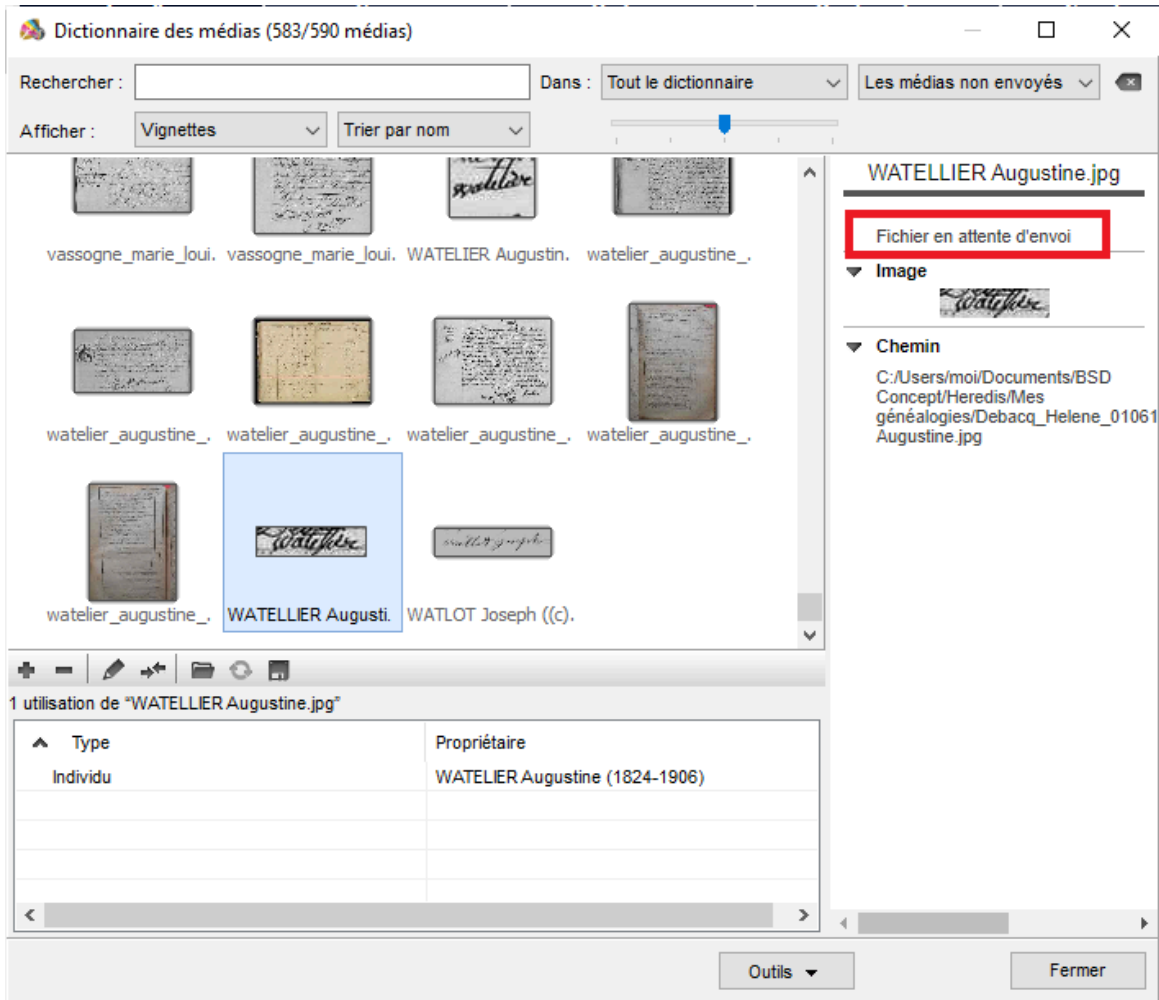 Dictionnaire des médias (583/590 médias)
Rechercher :
Dans :
Tout le dictionnaire
Les médias non envoyés
Afficher :
Vignettes
Trier par nom
vassogne_marie_loui.
vassogne_marie_loui.
WATELIER Augustin.
watelier_augustine_.
watelier_augustine_.
watelier_augustine_.
watelier_augustine_.
watelier_augustine_.
watelier_augustine_.
WATELLIER Augusti.
WATLOT Joseph ((c).
WATELLIER Augustine.jpg
Fichier en attente d'envoi
Image
Chemin
C:/Users/moi/Documents/BSD
Concept/Heredis/Mes
généalogies/Debacq_Helene_01061
Augustine.jpg
1 utilisation de "WATELLIER Augustine.jpg"
Type
Propriétaire
Individu
WATELIER Augustine (1824-1906)
Outils
Fermer